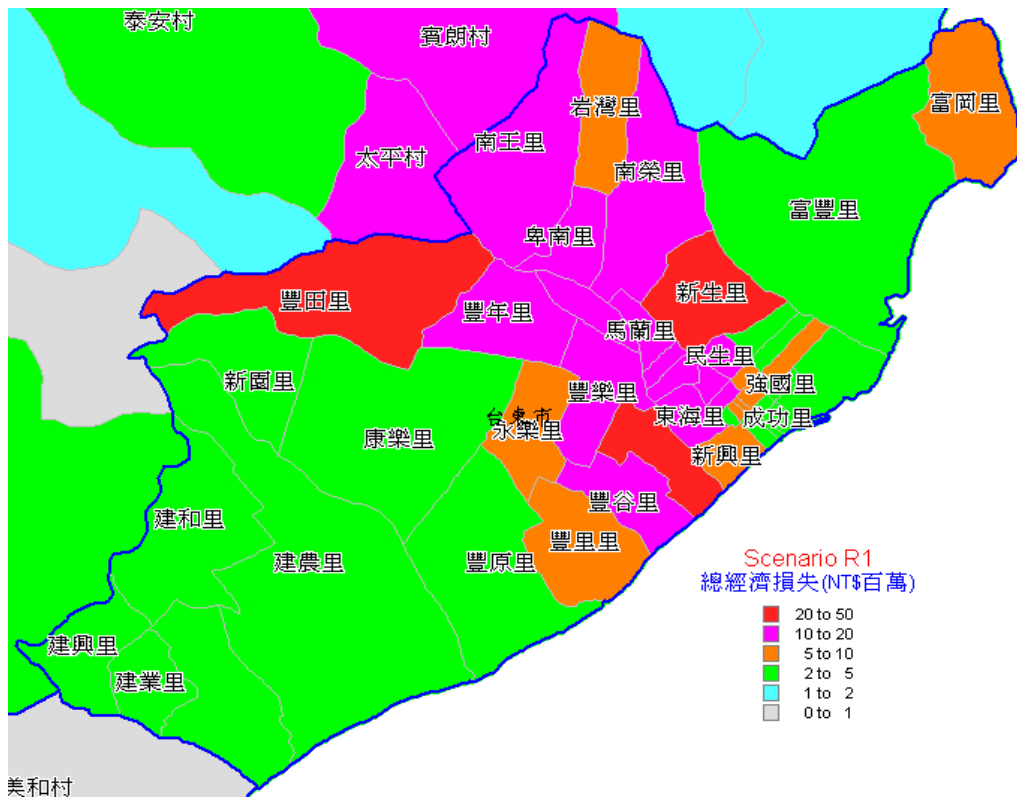 泰安村
賓朗村
岩灣里
富岡里
南王里
太平村
南榮里
富豐里
卑南里
新生里
豐田里
豐年里
馬蘭里
民生里
新園里
強國里
豐樂里
台東市
東海里
成功里
康樂里
永樂里
新興里
豐谷里
建和里
豐里里
建農里
豐原里
建興里
建業里
美和村
Scenario R1
總經濟損失(NT$百萬)
20 to 50
10 to 20
5 to 10
2 to 5
1 to 2
0 to 1